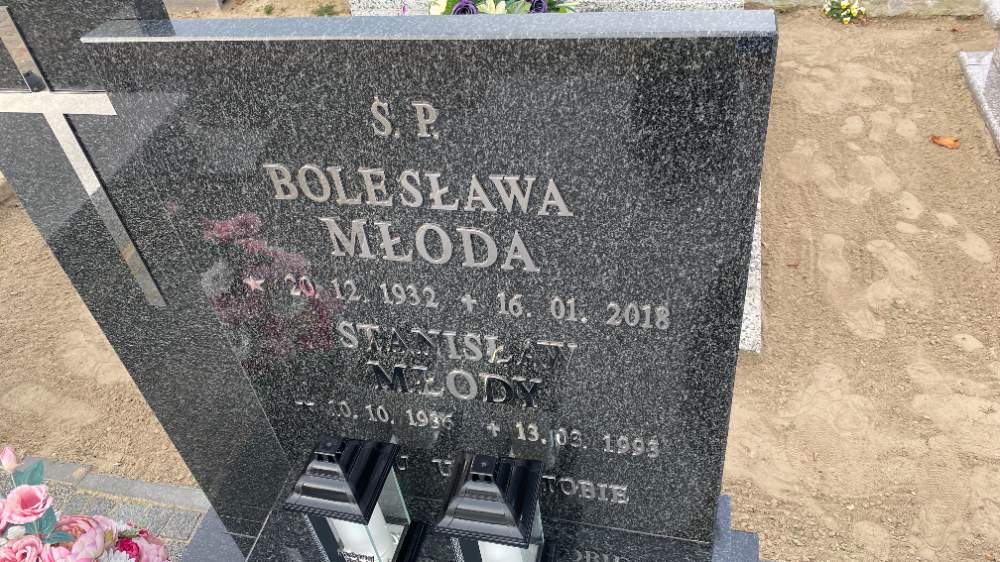 Ś. P.
BOLESŁAWA
MŁODA
* 20. 12. 1932 + 16. 01. 2018
STANISŁAW
MŁODY
* 10. 10. 1936 + 13. 03. 1993
TOBIE